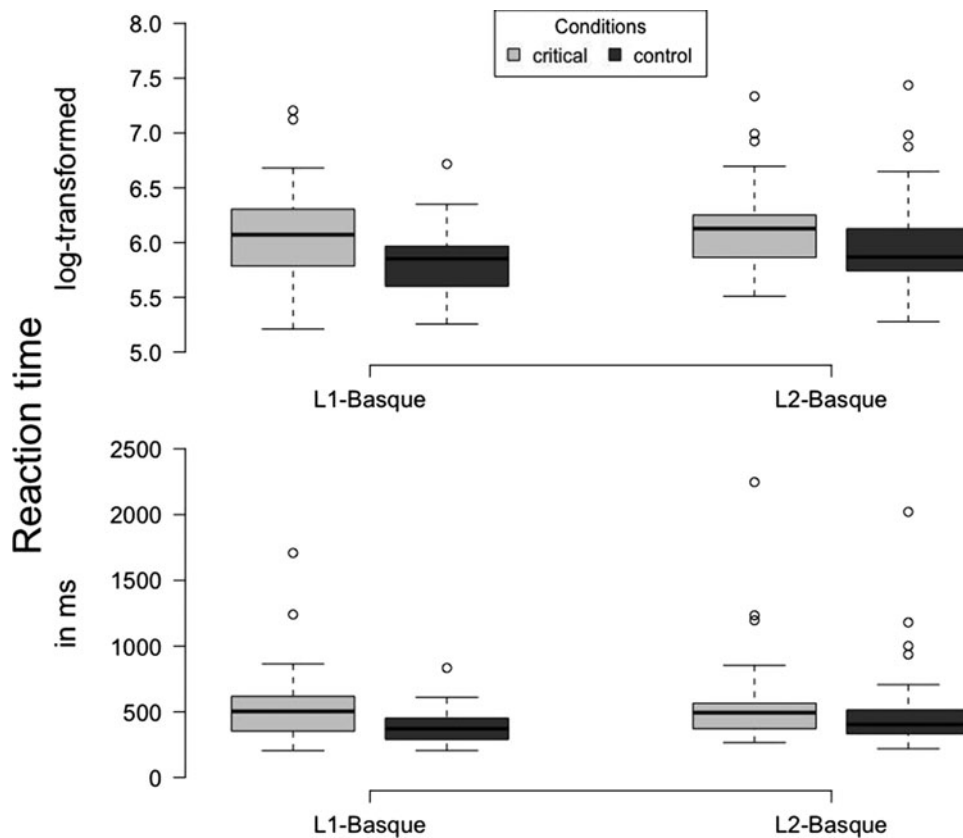 Reaction time
log-transformed
8.0
7.5
7.0
6.5
6.0
5.5
5.0
Conditions
critical control
L1-Basque L2-Basque
in ms
2500
2000
1500
1000
500
0
L1-Basque L2-Basque